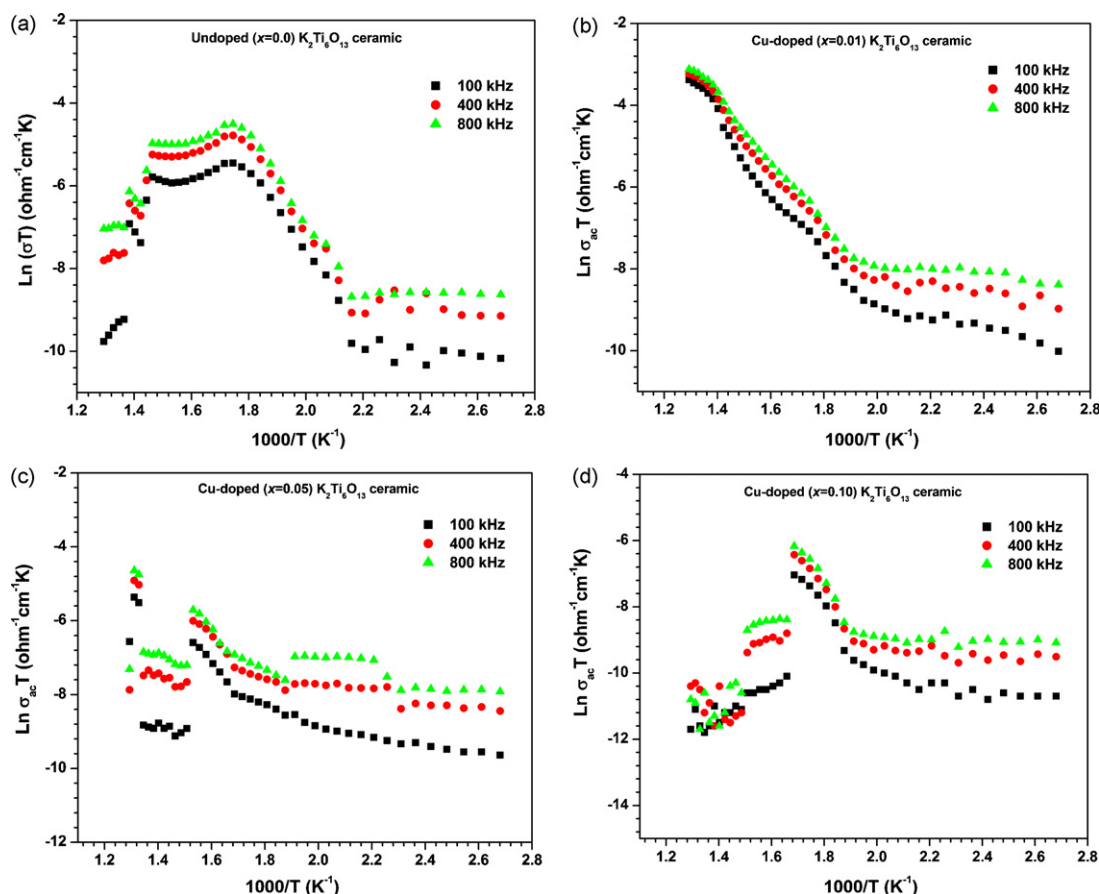 (a)
Undoped (x=0.0) K2Ti6O13 ceramic
100 kHz
400 kHz
800 kHz
Ln (σT) (ohm-1cm-1K)
-2
-4
-6
-8
-10
1.2 1.4 1.6 1.8 2.0 2.2 2.4 2.6 2.8
1000/T (K-1)
(b)
Cu-doped (x=0.01) K2Ti6O13 ceramic
100 kHz
400 kHz
800 kHz
Ln σacT (ohm-1cm-1K)
-2
-4
-6
-8
-10
1.2 1.4 1.6 1.8 2.0 2.2 2.4 2.6 2.8
1000/T (K-1)
(c)
Cu-doped (x=0.05) K2Ti6O13 ceramic
100 kHz
400 kHz
800 kHz
Ln σacT (ohm-1cm-1K)
-2
-4
-6
-8
-10
-12
1.2 1.4 1.6 1.8 2.0 2.2 2.4 2.6 2.8
1000/T (K-1)
(d)
Cu-doped (x=0.10) K2Ti6O13 ceramic
100 kHz
400 kHz
800 kHz
Ln σacT (ohm-1cm-1K)
-4
-6
-8
-10
-12
-14
1.2 1.4 1.6 1.8 2.0 2.2 2.4 2.6 2.8
1000/T (K-1)